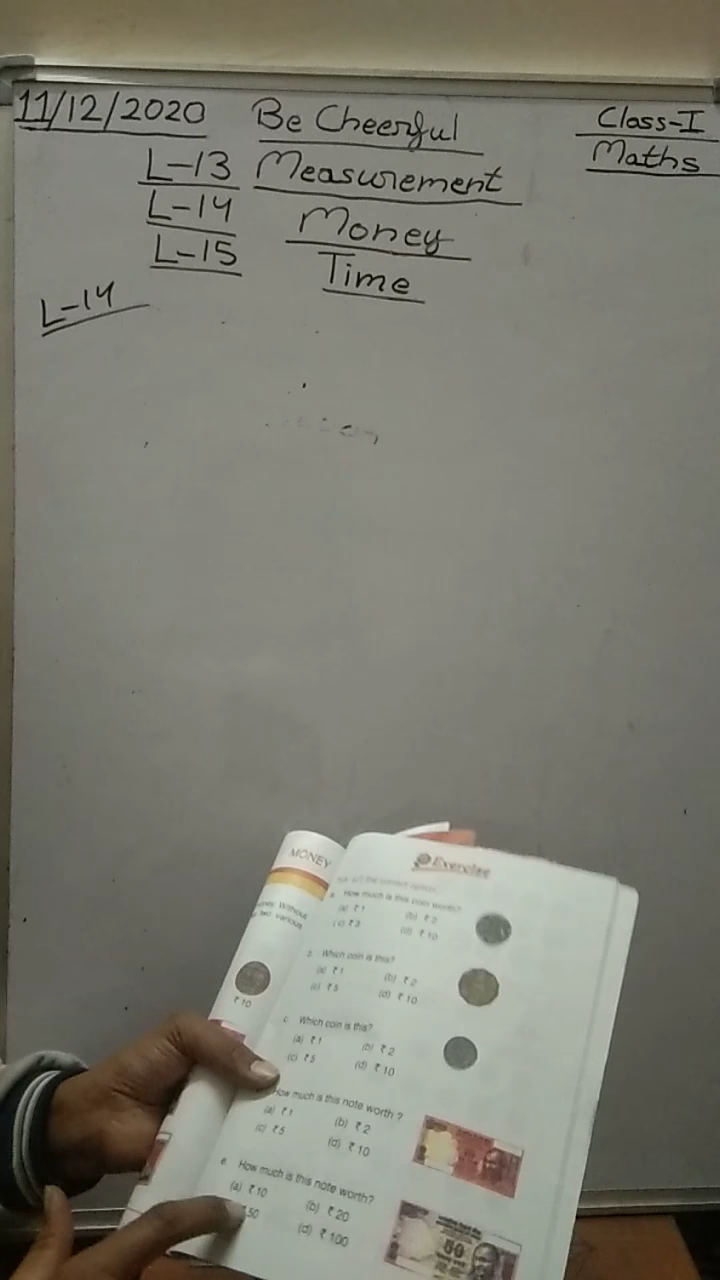 11/12/2020 Be Cheerful Class-I
Maths
L-13 Measurement
L-14 Money
L-15 Time
L-14
MONEY
₹10
Exercise
How much is this coin worth?
(a) ₹1 (b) ₹2
(d) ₹10
Which coin is this?
(a) ₹1 (b) ₹2
(c) ₹5 (d) ₹10
c. Which coin is this?
(a) ₹1 (b) ₹2
(c) ₹5 (d) ₹10
How much is this note worth ?
(a) ₹1 (b) ₹2
(c) ₹5 (d) ₹10
e. How much is this note worth?
(a) ₹10 (b) ₹20
₹50 (d) ₹100
50